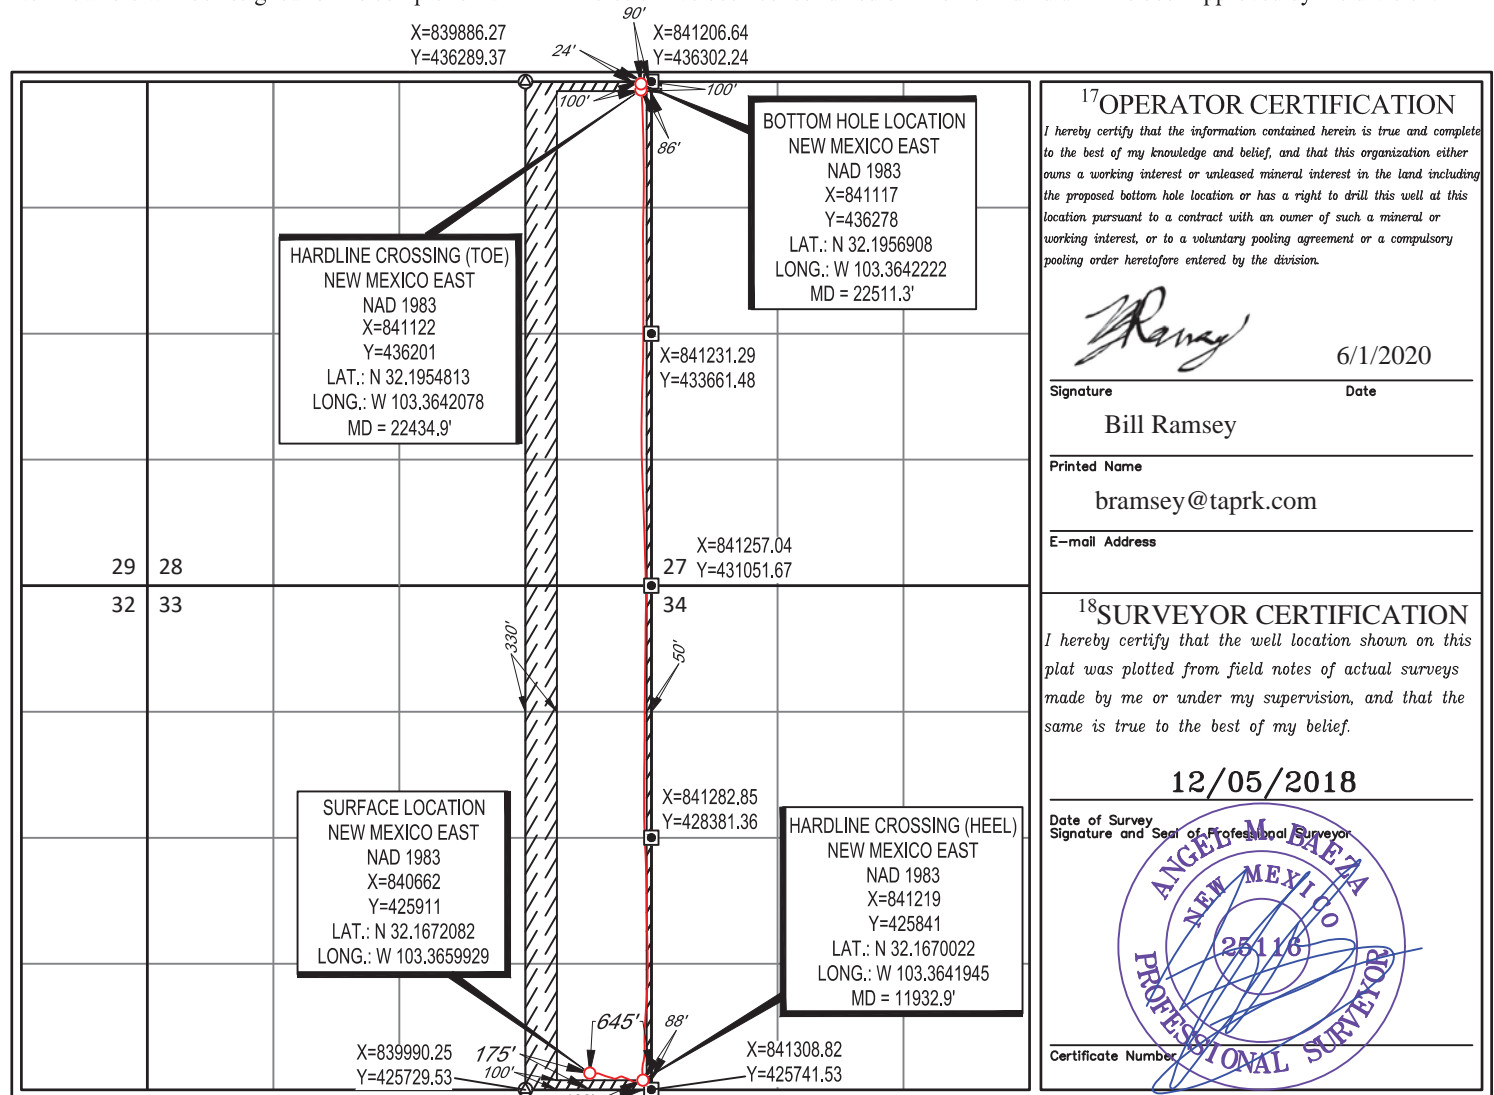 X=839886.27
Y=436289.37
24'
90'
X=841206.64
Y=436302.24
100'
100'
86'
BOTTOM HOLE LOCATION
NEW MEXICO EAST
NAD 1983
X=841117
Y=436278
LAT.: N 32.1956908
LONG.: W 103.3642222
MD = 22511.3'
HARDLINE CROSSING (TOE)
NEW MEXICO EAST
NAD 1983
X=841122
Y=436201
LAT.: N 32.1954813
LONG.: W 103.3642078
MD = 22434.9'
X=841231.29
Y=433661.48
X=841257.04
Y=431051.67
29 28 27
32 33 34
330'
50'
X=841282.85
Y=428381.36
SURFACE LOCATION
NEW MEXICO EAST
NAD 1983
X=840662
Y=425911
LAT.: N 32.1672082
LONG.: W 103.3659929
HARDLINE CROSSING (HEEL)
NEW MEXICO EAST
NAD 1983
X=841219
Y=425841
LAT.: N 32.1670022
LONG.: W 103.3641945
MD = 11932.9'
645'
88'
175'
100'
X=839990.25
Y=425729.53
X=841308.82
Y=425741.53
17OPERATOR CERTIFICATION
I hereby certify that the information contained herein is true and complete
to the best of my knowledge and belief, and that this organization either
owns a working interest or unleased mineral interest in the land including
the proposed bottom hole location or has a right to drill this well at this
location pursuant to a contract with an owner of such a mineral or
working interest, or to a voluntary pooling agreement or a compulsory
pooling order heretofore entered by the division.
6/1/2020
Signature Date
Bill Ramsey
Printed Name
bramsey@taprk.com
E-mail Address
18SURVEYOR CERTIFICATION
I hereby certify that the well location shown on this
plat was plotted from field notes of actual surveys
made by me or under my supervision, and that the
same is true to the best of my belief.
12/05/2018
Date of Survey
Signature and Seal of Professional Surveyor
ANGEL M. BAEZA
NEW MEXICO
25116
PROFESSIONAL SURVEYOR
Certificate Number